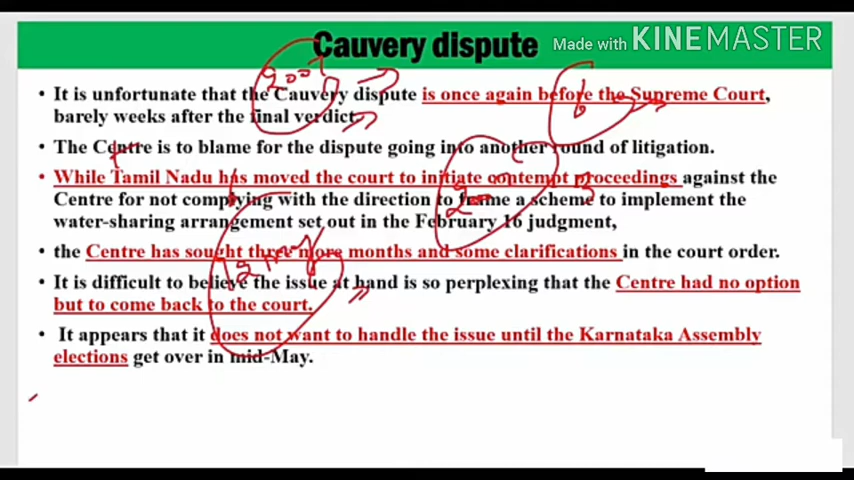 Cauvery dispute
Made with KINEMASTER
• It is unfortunate that the Cauvery dispute is once again before the Supreme Court,
barely weeks after the final verdict.
• The Centre is to blame for the dispute going into another round of litigation.
• While Tamil Nadu has moved the court to initiate contempt proceedings against the
Centre for not complying with the direction to frame a scheme to implement the
water-sharing arrangement set out in the February 16 judgment,
• the Centre has sought three more months and some clarifications in the court order.
• It is difficult to believe the issue at hand is so perplexing that the Centre had no option
but to come back to the court.
• It appears that it does not want to handle the issue until the Karnataka Assembly
elections get over in mid-May.